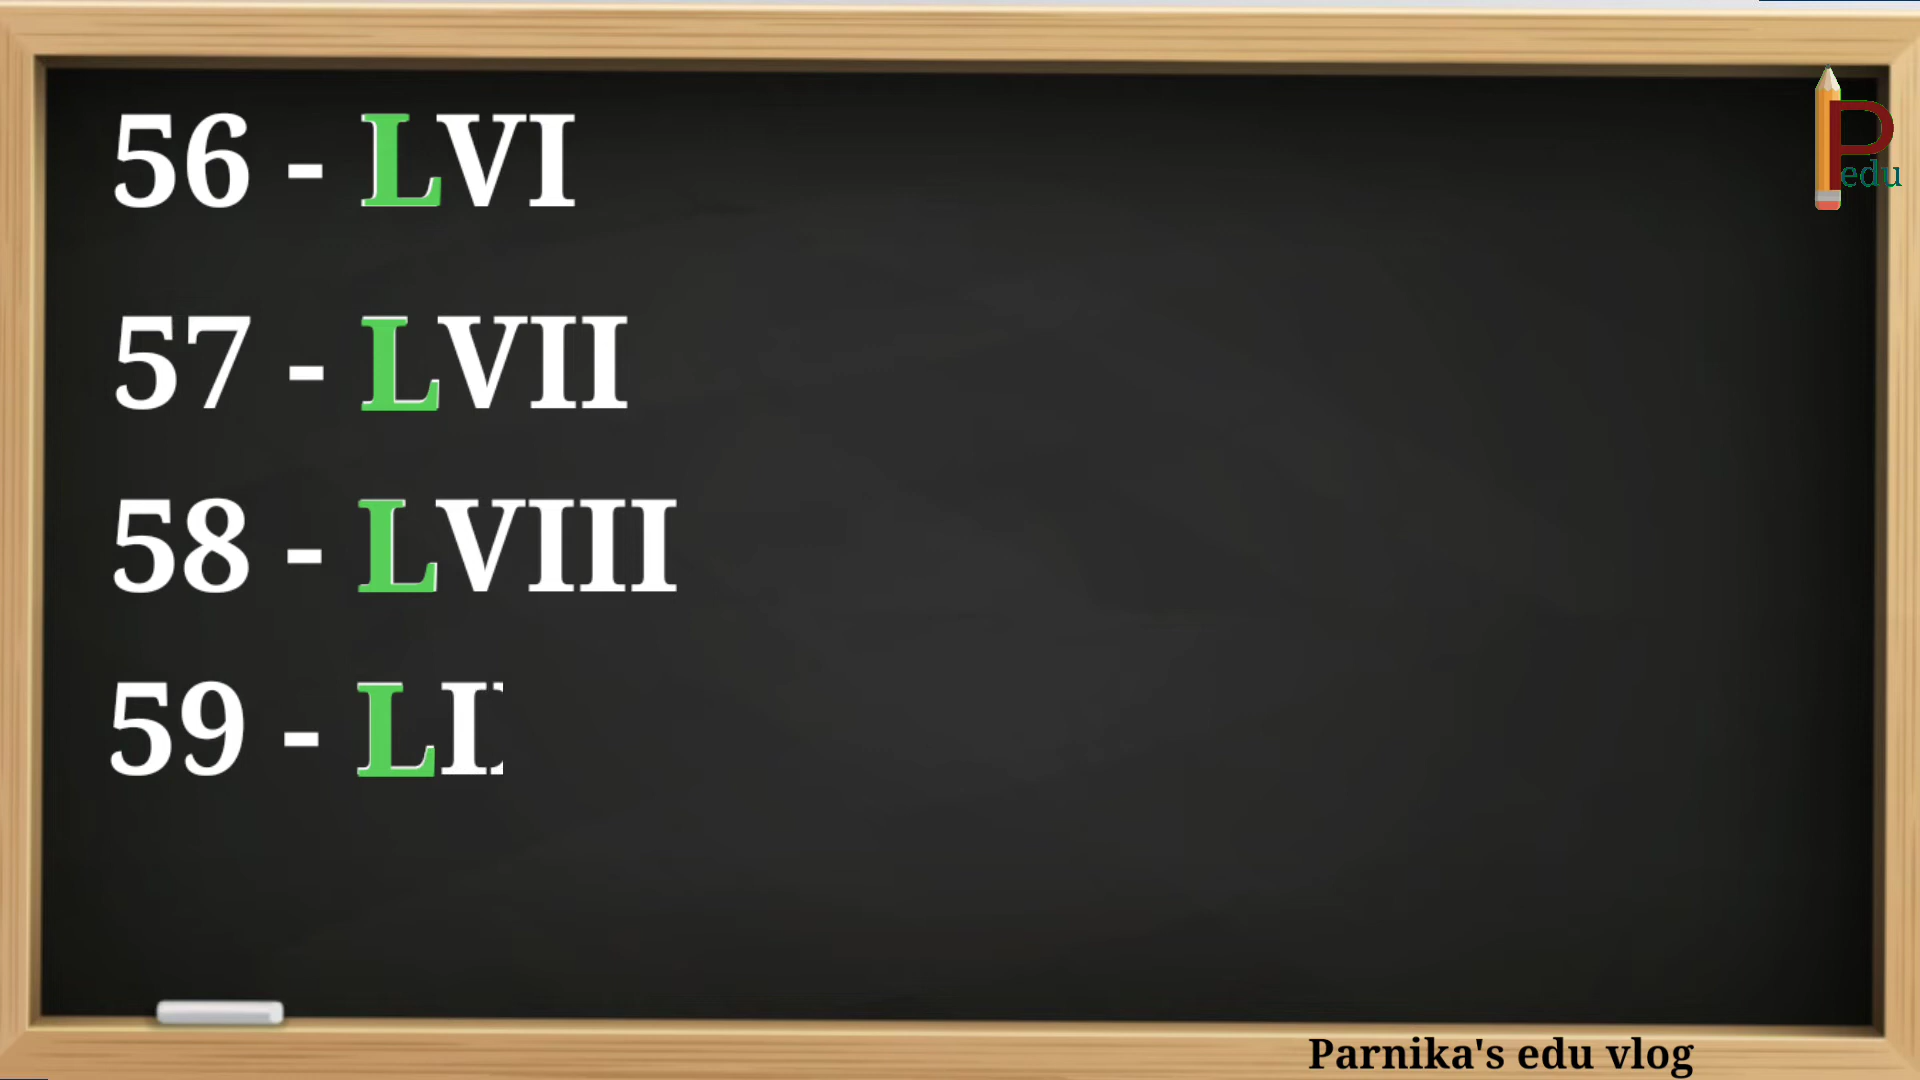 56 - LVI
57 - LVII
58 - LVIII
59 - LI
P
edu
Parnika's edu vlog